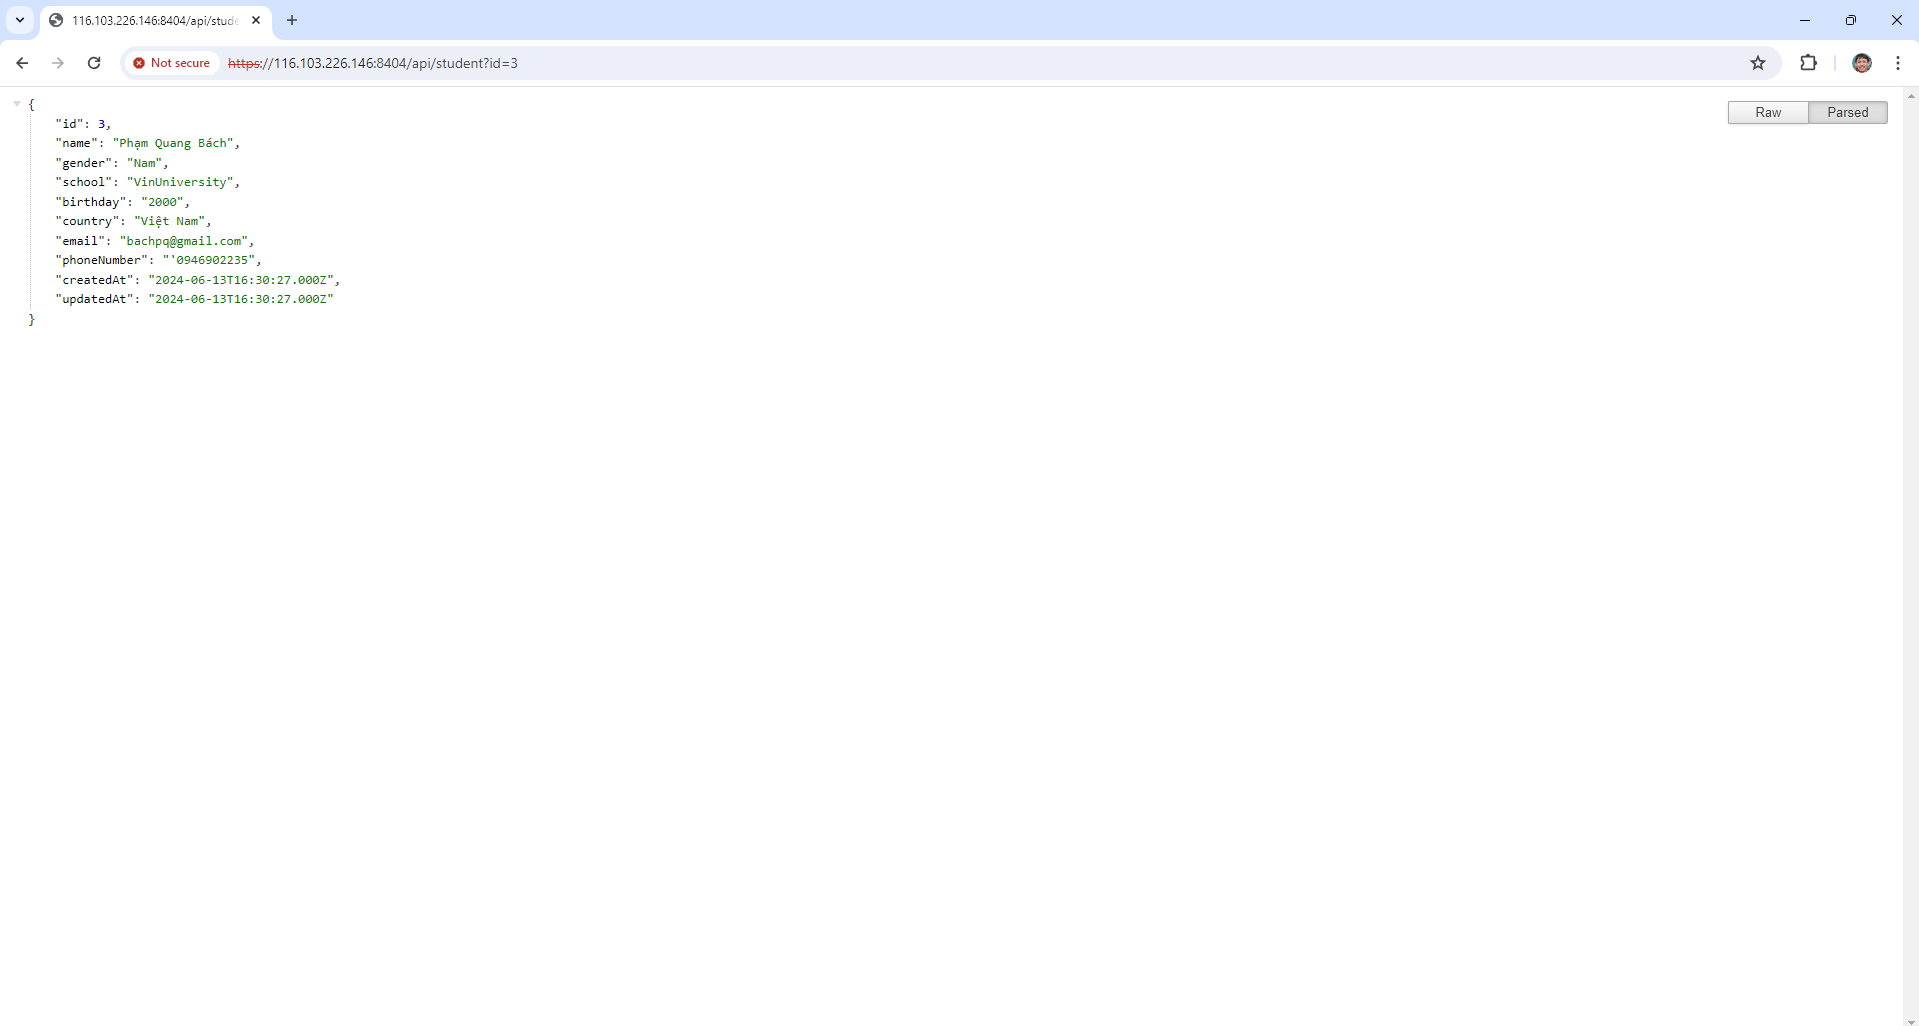 116.103.226.146:8404/api/stude
Not secure https://116.103.226.146:8404/api/student?id=3
Raw Parsed
{
"id": 3,
"name": "Phạm Quang Bách",
"gender": "Nam",
"school": "VinUniversity",
"birthday": "2000",
"country": "Việt Nam",
"email": "bachpq@gmail.com",
"phoneNumber": "'0946902235",
"createdAt": "2024-06-13T16:30:27.000Z",
"updatedAt": "2024-06-13T16:30:27.000Z"
}